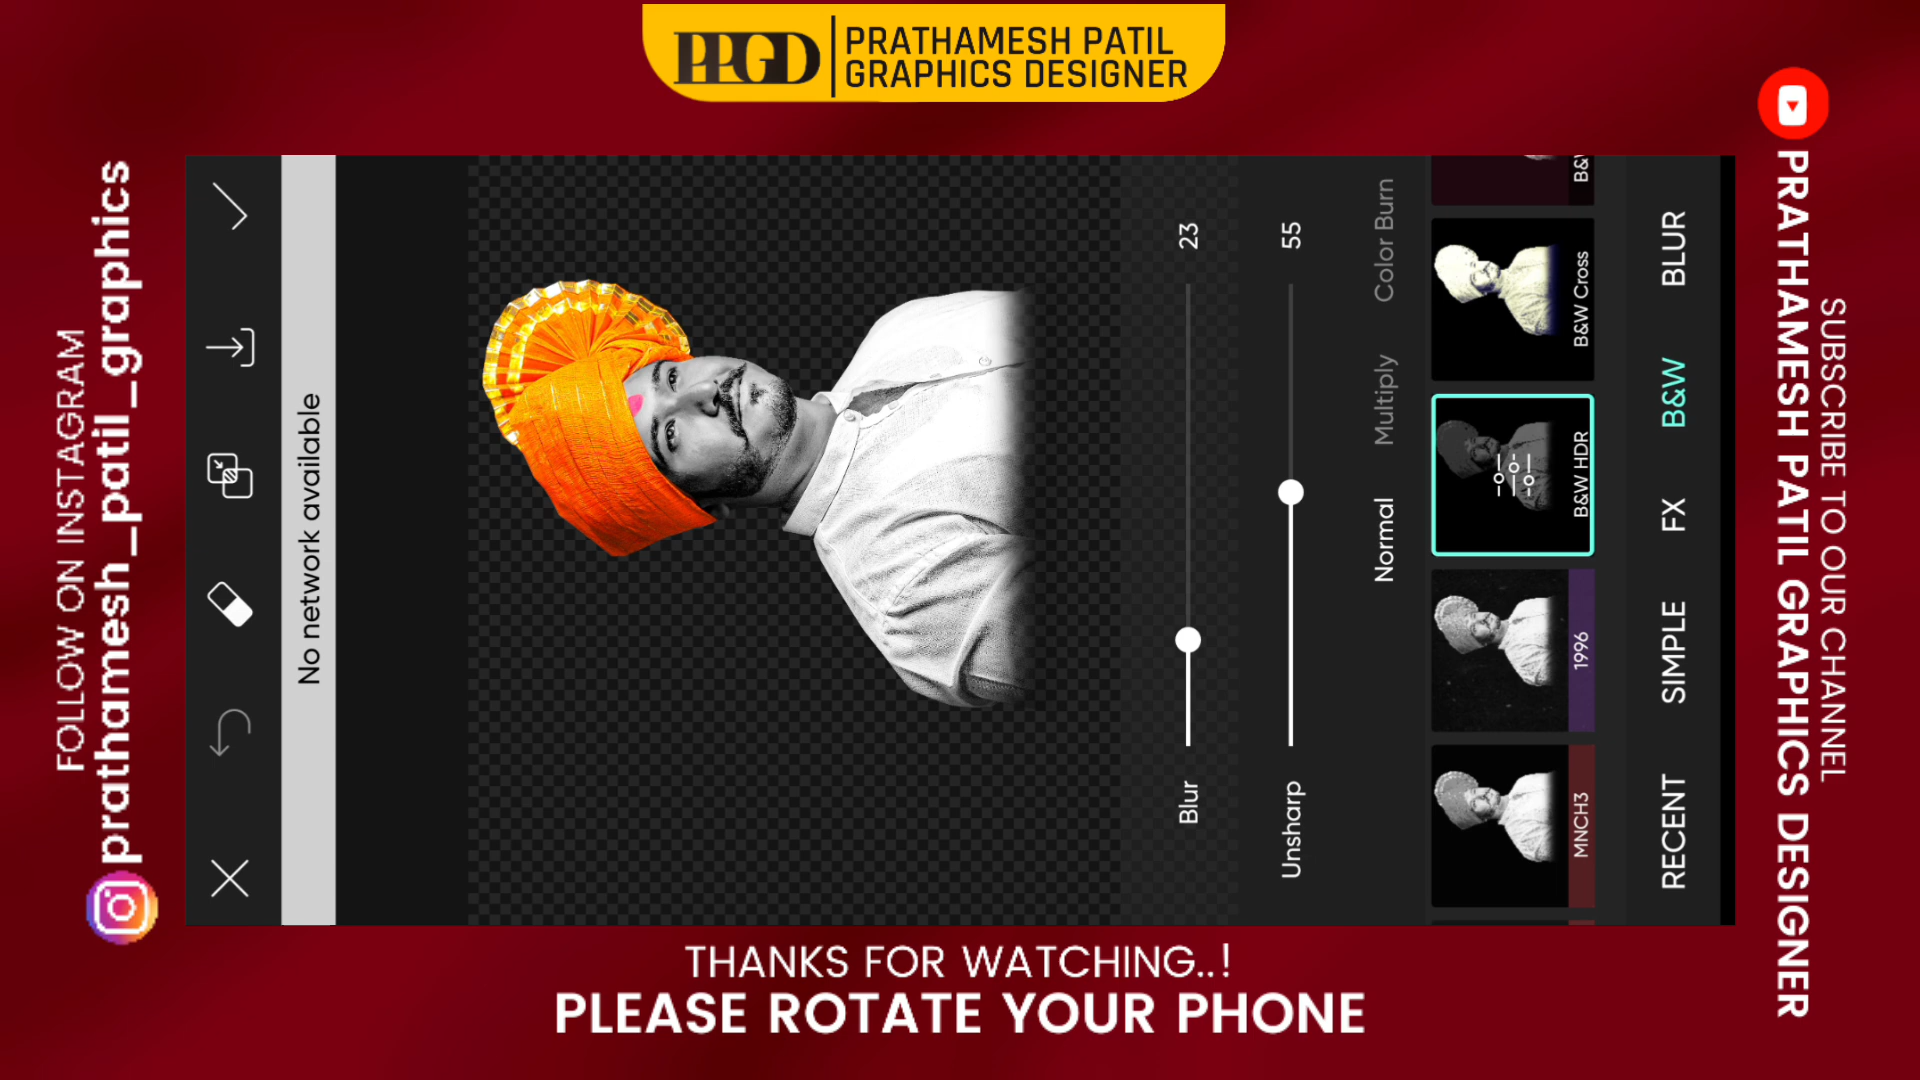 PPGD
PRATHAMESH PATIL
GRAPHICS DESIGNER
FOLLOW ON INSTAGRAM
prathamesh_patil_graphics
No network available
Blur 23
Unsharp 55
Normal Multiply Color Burn
MNCH3 1996 B&W HDR B&W Cross
RECENT SIMPLE FX B&W BLUR
SUBSCRIBE TO OUR CHANNEL
PRATHAMESH PATIL GRAPHICS DESIGNER
THANKS FOR WATCHING..!
PLEASE ROTATE YOUR PHONE